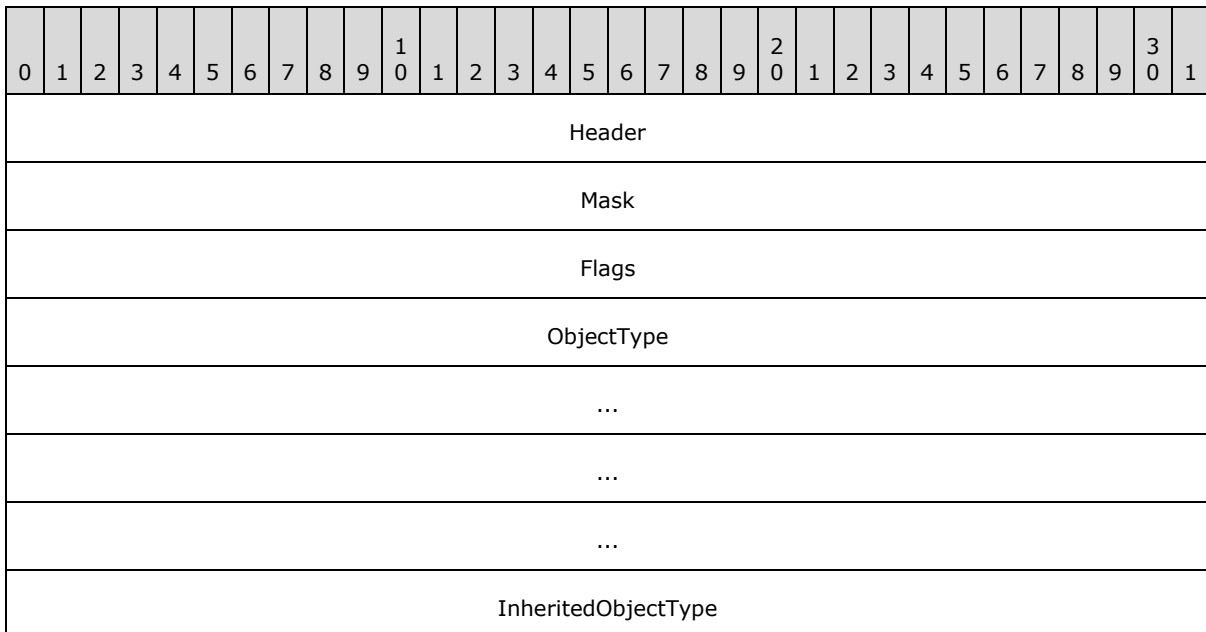 0 1 2 3 4 5 6 7 8 9 1 0 1 2 3 4 5 6 7 8 9 2 0 1 2 3 4 5 6 7 8 9 3 0 1
Header
Mask
Flags
ObjectType
...
...
...
InheritedObjectType